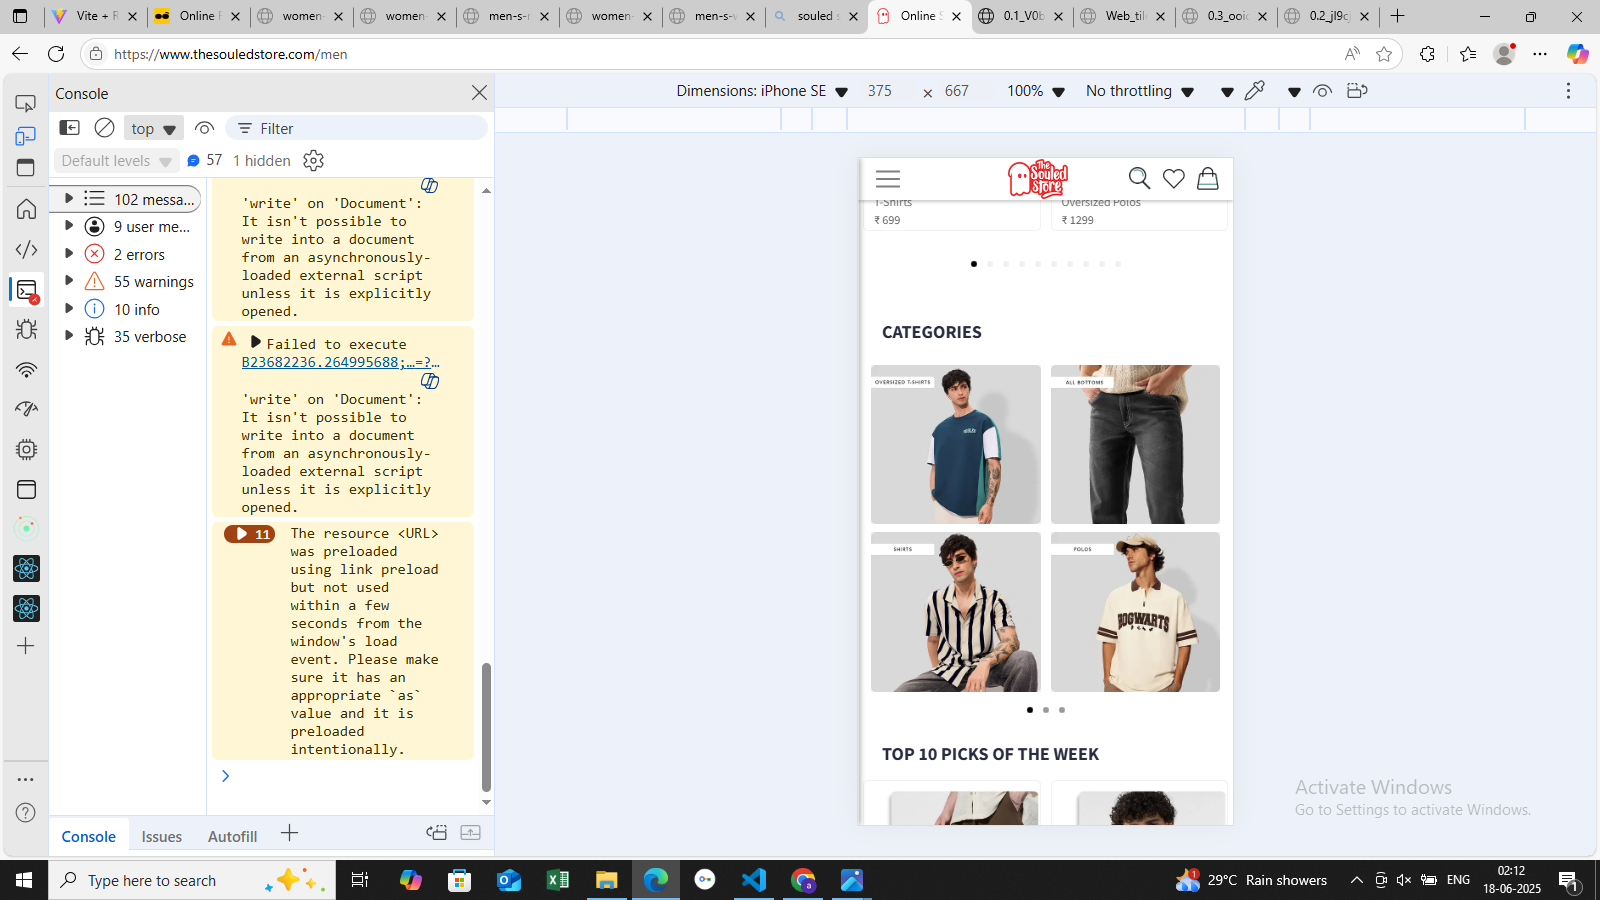 Vite + R
Online F
women-
women-
men-s-r
women-
men-s-v
souled s
Online S
0.1_V0b
Web_til
0.3_ooic
0.2_jI9c
https://www.thesouledstore.com/men
Console
top
Filter
Default levels
57
1 hidden
102 messa...
9 user me...
2 errors
55 warnings
10 info
35 verbose
'write' on 'Document':
It isn't possible to
write into a document
from an asynchronously-
loaded external script
unless it is explicitly
opened.
Failed to execute
B23682236.264995688;…=?…
'write' on 'Document':
It isn't possible to
write into a document
from an asynchronously-
loaded external script
unless it is explicitly
opened.
11
The resource <URL>
was preloaded
using link preload
but not used
within a few
seconds from the
window's load
event. Please make
sure it has an
appropriate `as`
value and it is
preloaded
intentionally.
Console
Issues
Autofill
Dimensions: iPhone SE
375
×
667
100%
No throttling
The
Souled
Store
T-Shirts
Oversized Polos
₹ 699
₹ 1299
CATEGORIES
OVERSIZED T-SHIRTS
ALL BOTTOMS
SHIRTS
POLOS
HOGWARTS
TOP 10 PICKS OF THE WEEK
Activate Windows
Go to Settings to activate Windows.
Type here to search
1
29°C Rain showers
ENG
02:12
18-06-2025
1